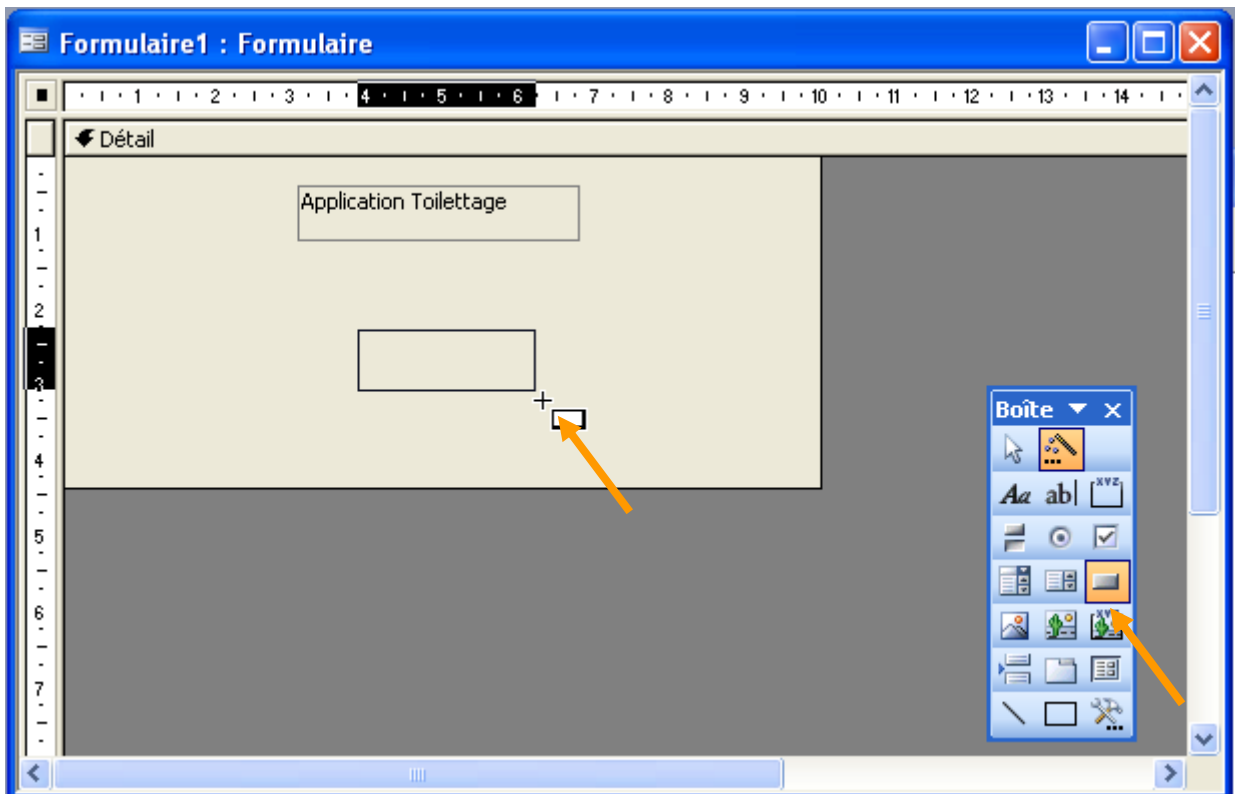 Formulaire1 : Formulaire
1 2 3 4 5 6 7 8 9 10 11 12 13 14
Détail
Application Toilettage
1
2
3
4
5
6
7
Boîte
Aa ab| XYZ
XYZ